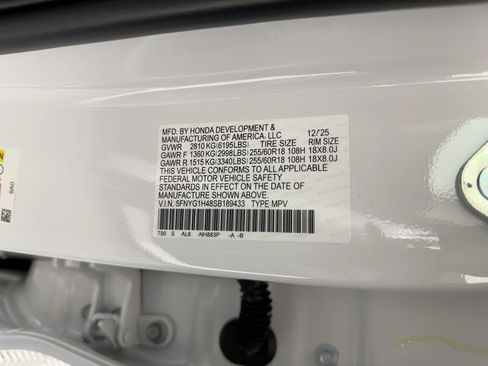 MFD. BY HONDA DEVELOPMENT &
MANUFACTURING OF AMERICA, LLC 12/'25
GVWR 2810 KG(6195LBS) TIRE SIZE RIM SIZE
GAWR F 1360 KG(2998LBS) 255/60R18 108H 18X8.0J
GAWR R 1515 KG(3340LBS) 255/60R18 108H 18X8.0J
THIS VEHICLE CONFORMS TO ALL APPLICABLE
FEDERAL MOTOR VEHICLE SAFETY
STANDARDS IN EFFECT ON THE DATE OF
MANUFACTURE SHOWN ABOVE.
V.I.N. 5FNYG1H48SB189433 TYPE MPV
T90 S AL6 -NH883P -A -B